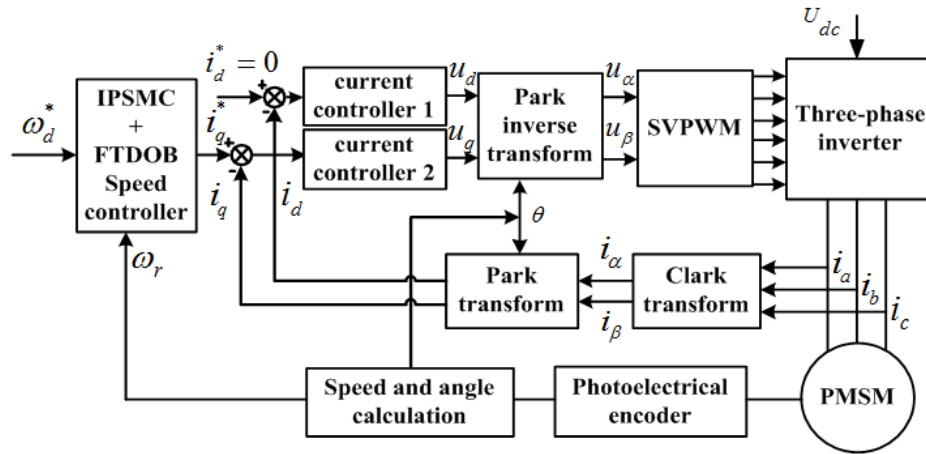 U_{dc}
i_d^* = 0
ω_d^*
IPSMC
+
FTDOB
Speed
controller
i_q^*
+
-
+
-
i_q
i_d
current
controller 1
current
controller 2
u_d
u_q
Park
inverse
transform
u_α
u_β
SVPWM
Three-phase
inverter
θ
ω_r
Park
transform
i_α
i_β
Clark
transform
i_a
i_b
i_c
Speed and angle
calculation
Photoelectrical
encoder
PMSM